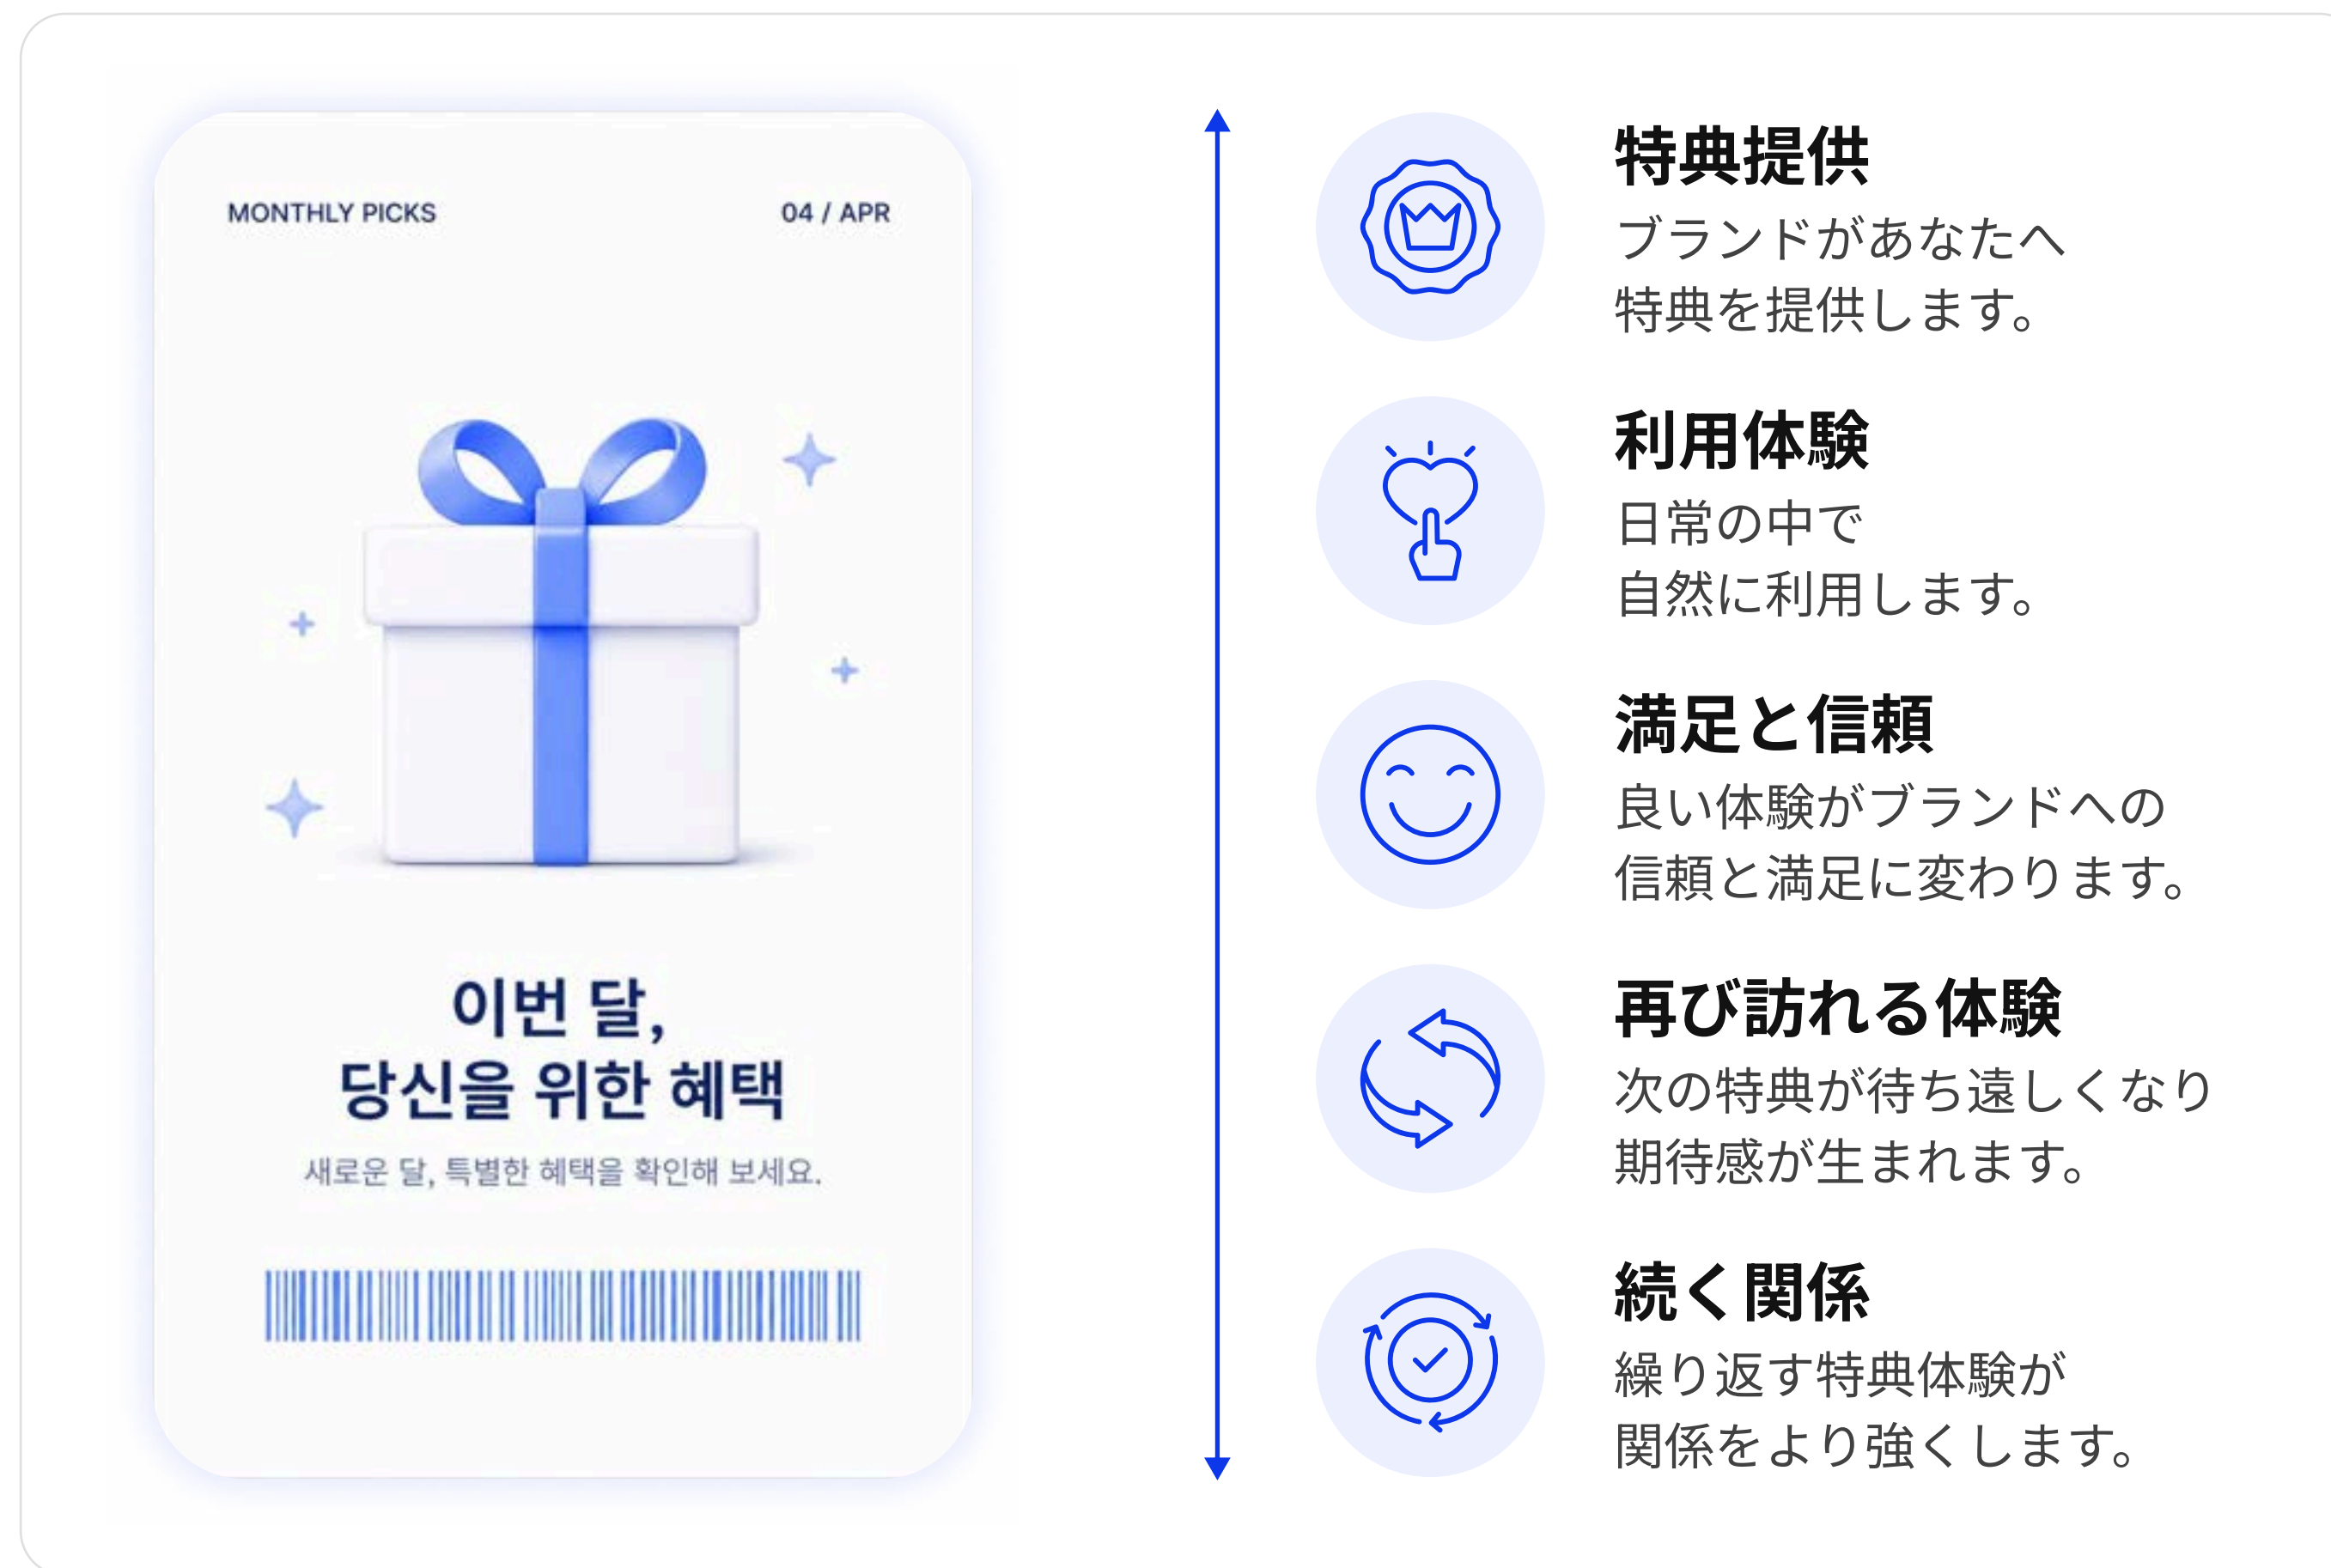 MONTHLY PICKS
04 / APR
이번 달,
당신을 위한 혜택
새로운 달, 특별한 혜택을 확인해 보세요.
特典提供
ブランドがあなたへ
特典を提供します。
利用体験
日常の中で
自然に利用します。
満足と信頼
良い体験がブランドへの
信頼と満足に変わります。
再び訪れる体験
次の特典が待ち遠しくなり
期待感が生まれます。
続く関係
繰り返す特典体験が
関係をより強くします。